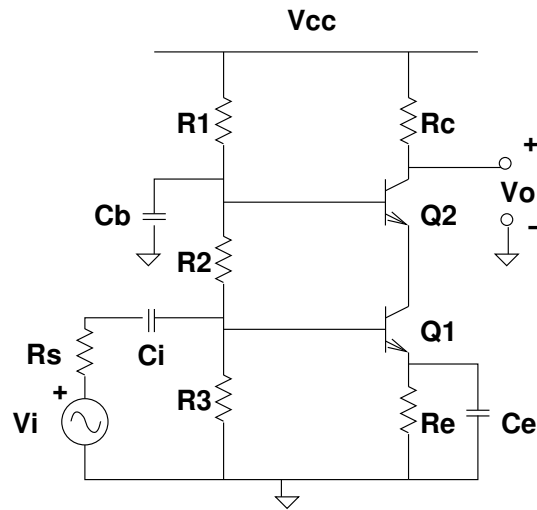 Vcc
R1
Rc
+
Vo
-
Cb
Q2
R2
Q1
Rs
Ci
+
Vi
R3
Re
Ce